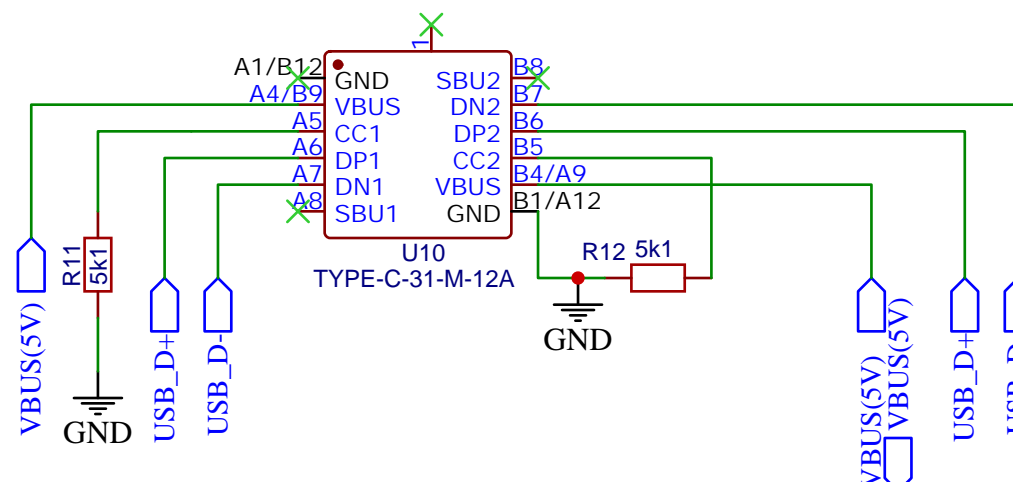 1
A1/B12
GND
A4/B9
VBUS
A5
CC1
A6
DP1
A7
DN1
A8
SBU1
B8
SBU2
B7
DN2
B6
DP2
B5
CC2
B4/A9
VBUS
B1/A12
GND
U10
TYPE-C-31-M-12A
R11
5k1
R12 5k1
GND
GND
VBUS(5V)
USB_D+
USB_D-
VBUS(5V)
VBUS(5V)
USB_D+